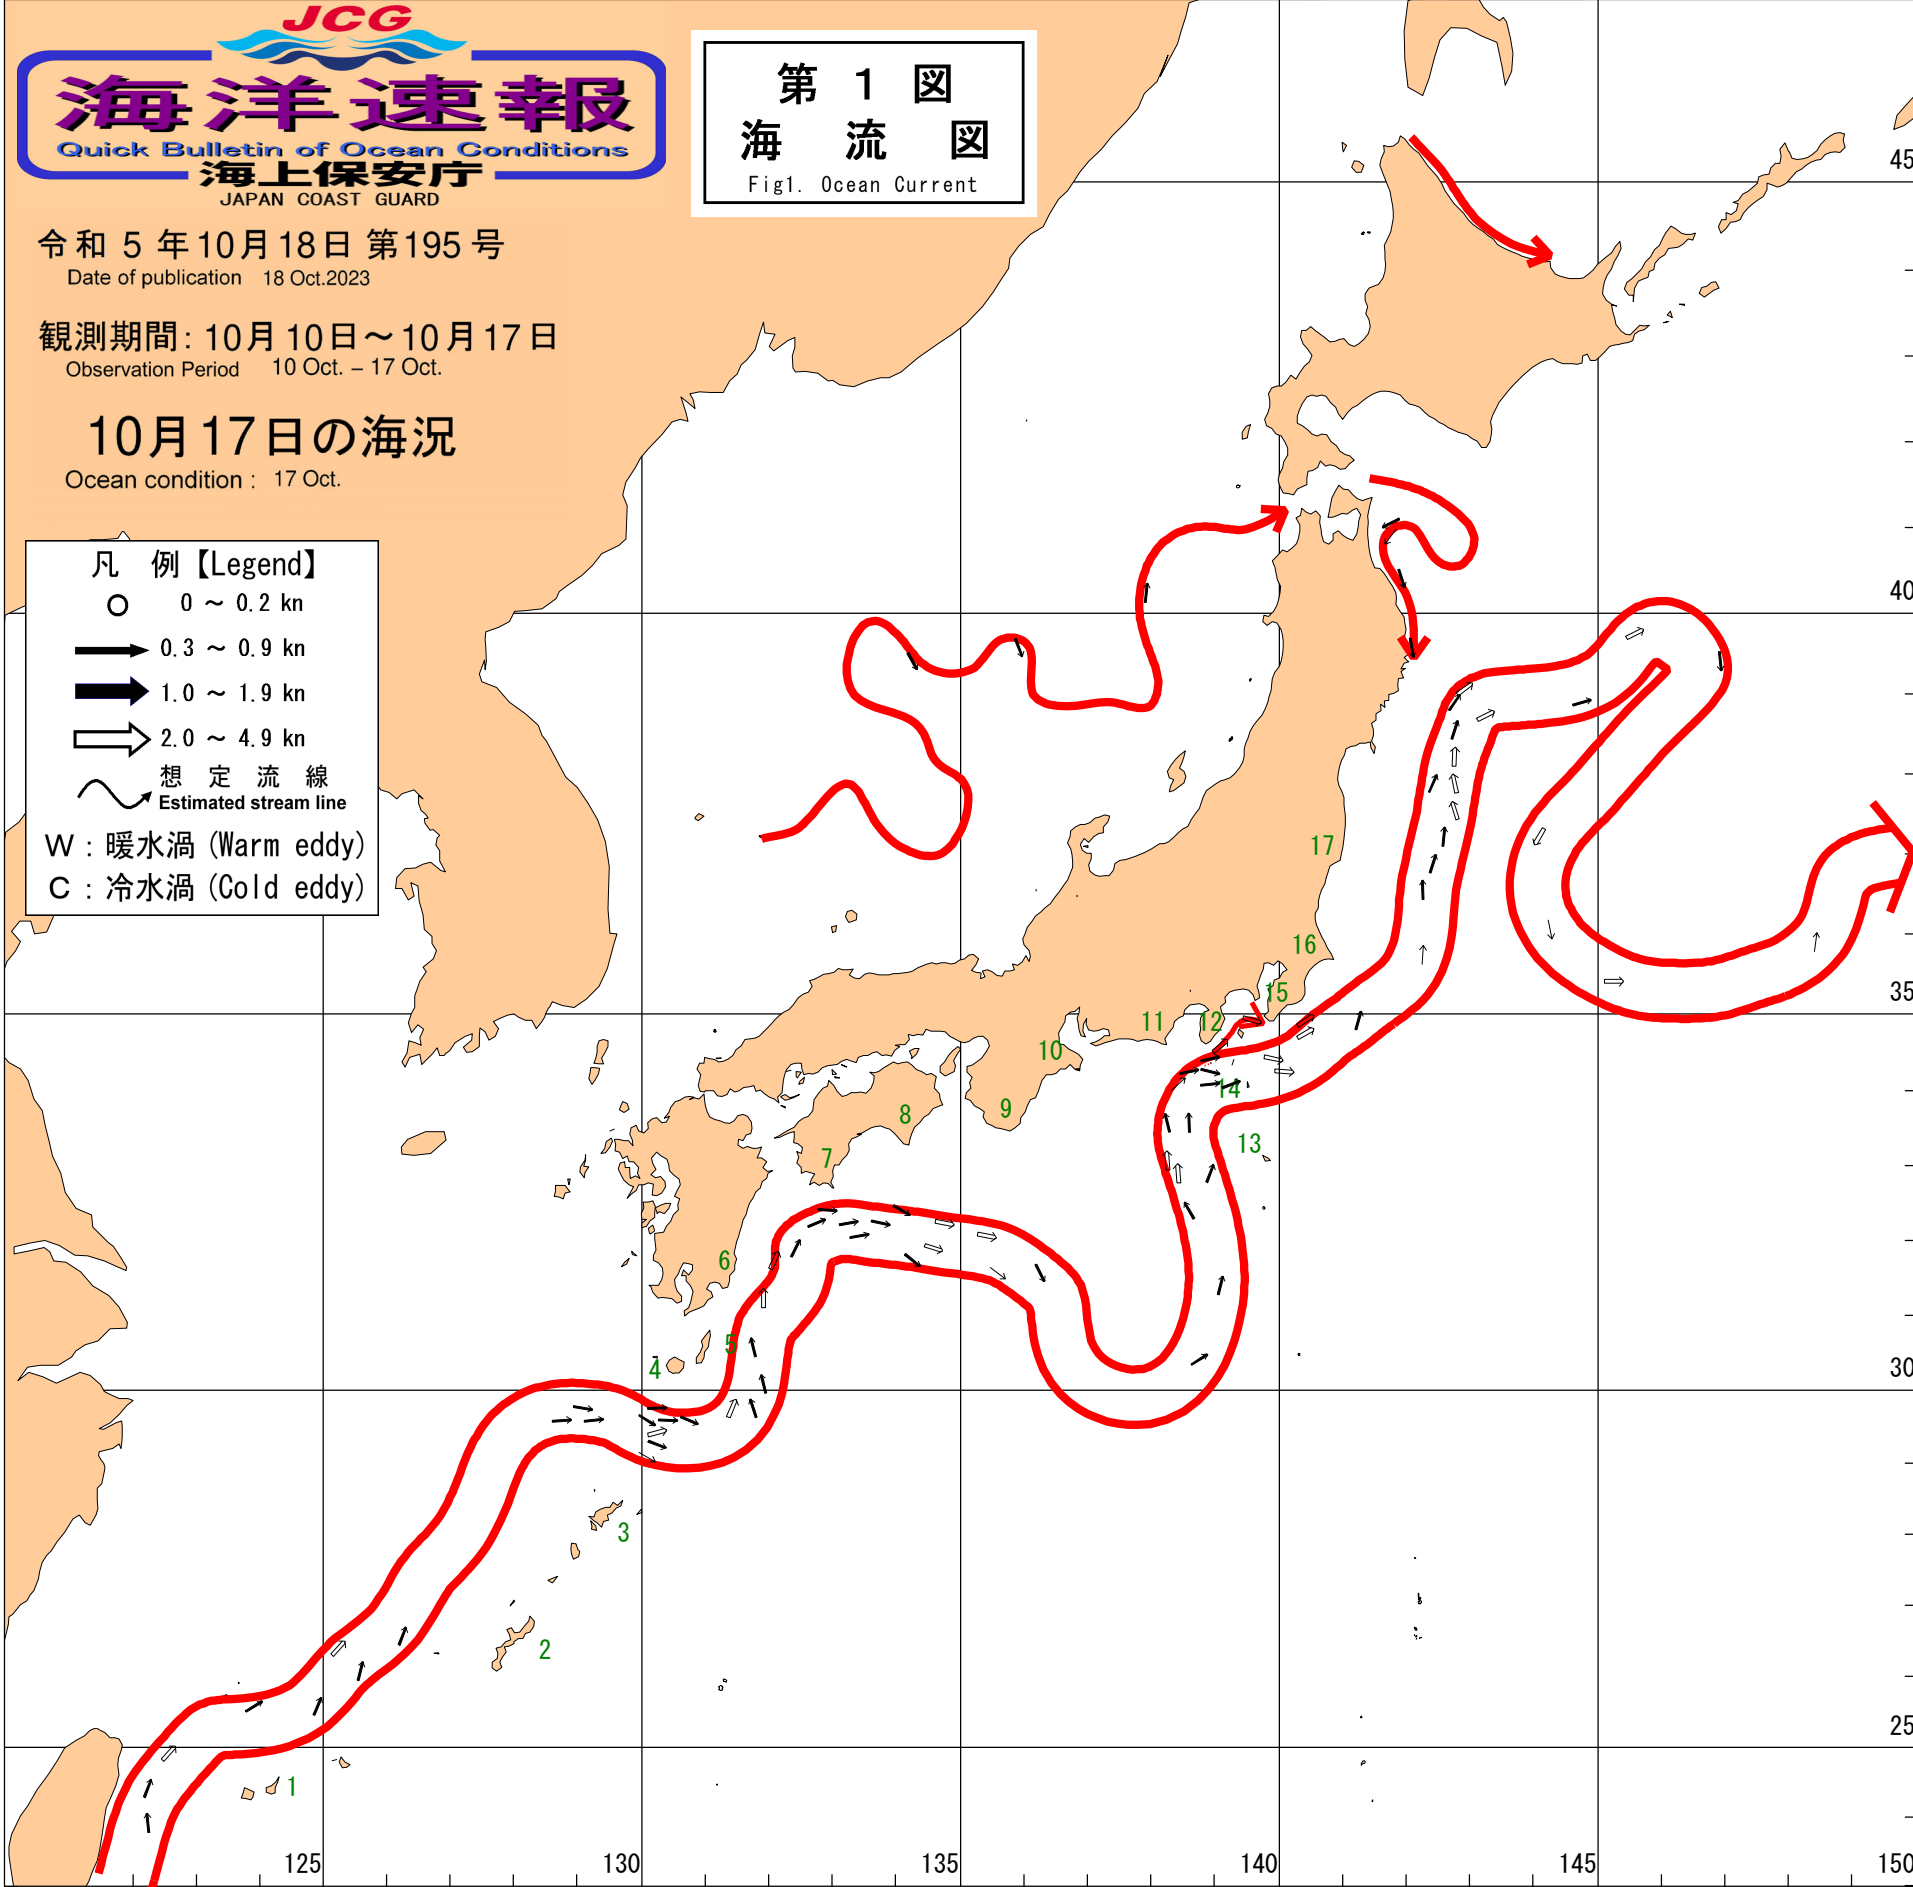 JCG
海洋速報
Quick Bulletin of Ocean Conditions
海上保安庁
JAPAN COAST GUARD
令和 5 年10月18日 第195 号
Date of publication 18 Oct.2023
観測期間: 10月10日～10月17日
Observation Period 10 Oct. – 17 Oct.
10月17日の海況
Ocean condition : 17 Oct.
第 1 図
海 流 図
Fig1. Ocean Current
凡 例【Legend】
0 ～ 0.2 kn
0.3 ～ 0.9 kn
1.0 ～ 1.9 kn
2.0 ～ 4.9 kn
想 定 流 線
Estimated stream line
W : 暖水渦 (Warm eddy)
C : 冷水渦 (Cold eddy)
45
40
17
16
15
35
11
12
10
14
8
9
13
7
6
5
4
30
3
2
25
1
125
130
135
140
145
150